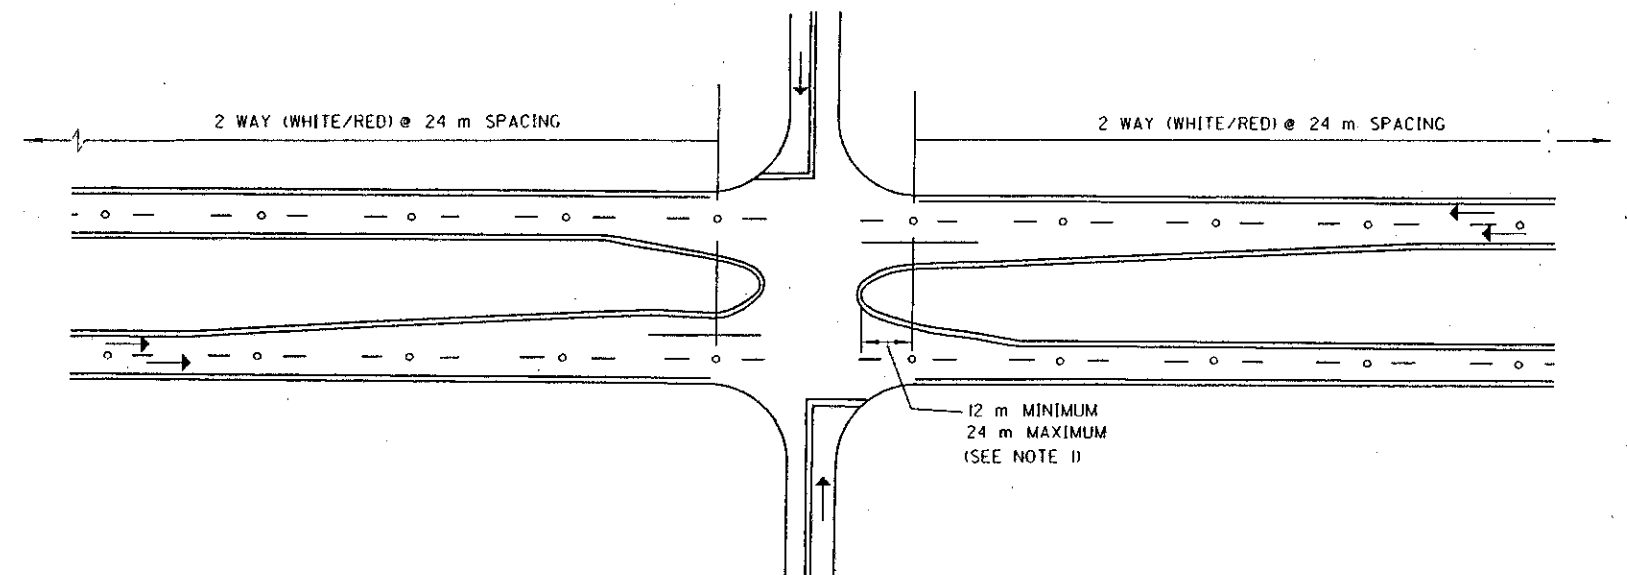 2 WAY (WHITE/RED) @ 24 m SPACING
2 WAY (WHITE/RED) @ 24 m SPACING
12 m MINIMUM
24 m MAXIMUM
(SEE NOTE 1)